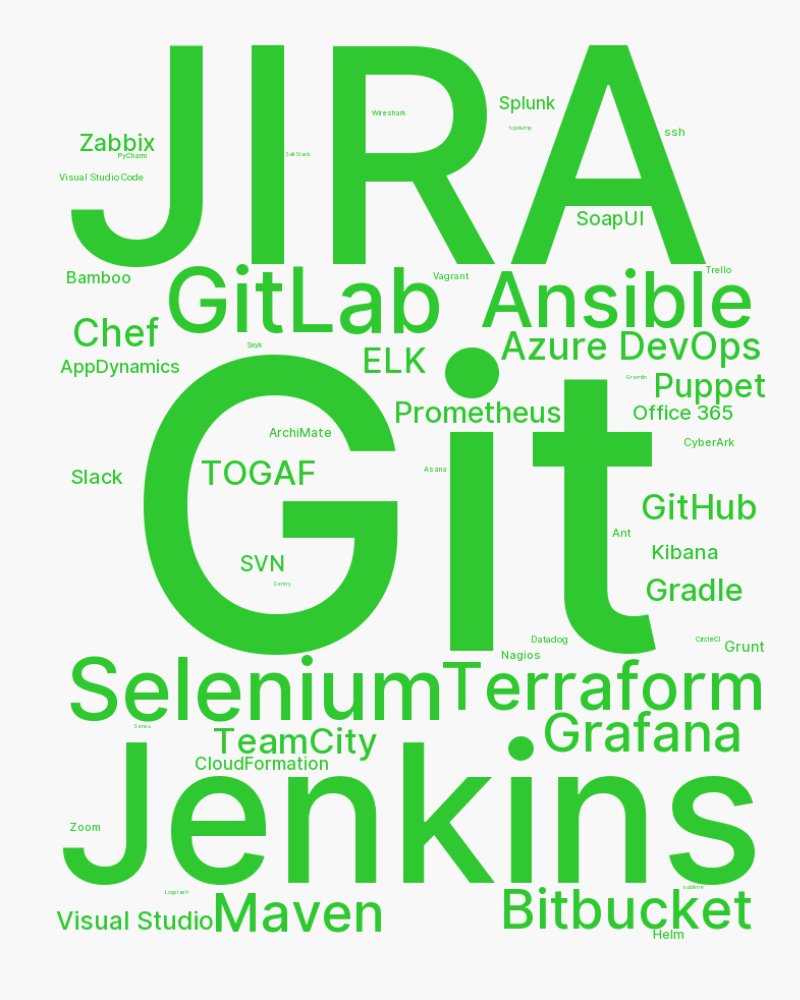 JIRA
Wireshark
Splunk
tcpdump
ssh
Zabbix
PyCharm
Salt Stack
Visual Studio Code
SoapUI
Bamboo
GitLab
Vagrant
Ansible
Trello
Chef
Snyk
ELK
Azure DevOps
AppDynamics
Gremlin
Puppet
Prometheus
Office 365
Git
ArchiMate
CyberArk
Slack
TOGAF
Asana
GitHub
Ant
Kibana
SVN
Sentry
Gradle
Datadog
CircleCI
Grunt
Nagios
Selenium
Terraform
Sensu
TeamCity
Grafana
CloudFormation
Jenkins
Zoom
Logstash
sublime
Visual Studio
Maven
Bitbucket
Helm